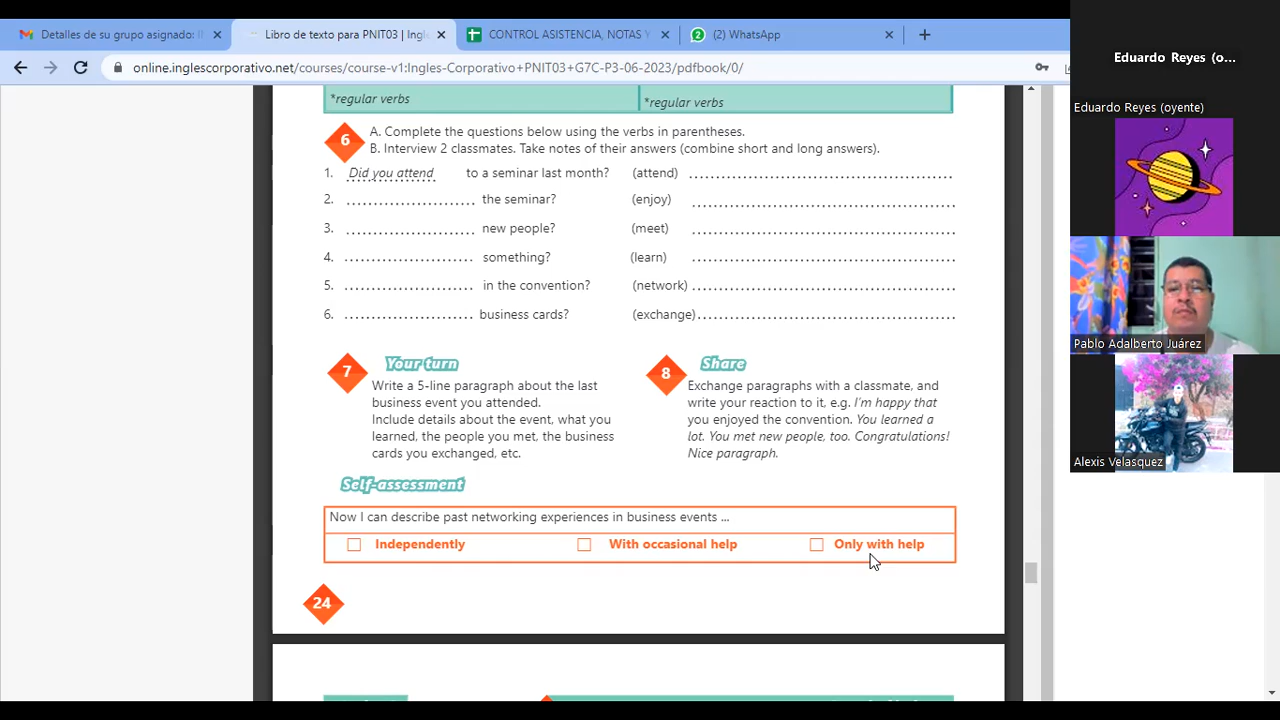 Detalles de su grupo asignado: I
Libro de texto para PNIT03 | Ingl
CONTROL ASISTENCIA, NOTAS Y
(2) WhatsApp
online.inglescorporativo.net/courses/course-v1:Ingles-Corporativo+PNIT03+G7C-P3-06-2023/pdfbook/0/
*regular verbs
*regular verbs
6
A. Complete the questions below using the verbs in parentheses.
B. Interview 2 classmates. Take notes of their answers (combine short and long answers).
1. Did you attend to a seminar last month? (attend) ................................................
2. ........................ the seminar? (enjoy) ................................................
3. ........................ new people? (meet) ................................................
4. ........................ something? (learn) ................................................
5. ........................ in the convention? (network) ................................................
6. ........................ business cards? (exchange) ................................................
7
Your turn
Write a 5-line paragraph about the last
business event you attended.
Include details about the event, what you
learned, the people you met, the business
cards you exchanged, etc.
8
Share
Exchange paragraphs with a classmate, and
write your reaction to it, e.g. I'm happy that
you enjoyed the convention. You learned a
lot. You met new people, too. Congratulations!
Nice paragraph.
Self-assessment
Now I can describe past networking experiences in business events ...
Independently With occasional help Only with help
24
Eduardo Reyes (o...
Eduardo Reyes (oyente)
Pablo Adalberto Juárez
Alexis Velasquez